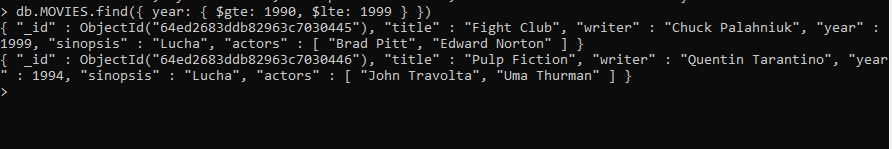 > db.MOVIES.find({ year: { $gte: 1990, $lte: 1999 } })
{ "_id" : ObjectId("64ed2683ddb82963c7030445"), "title" : "Fight Club", "writer" : "Chuck Palahniuk", "year" :
1999, "sinopsis" : "Lucha", "actors" : [ "Brad Pitt", "Edward Norton" ] }
{ "_id" : ObjectId("64ed2683ddb82963c7030446"), "title" : "Pulp Fiction", "writer" : "Quentin Tarantino", "year
" : 1994, "sinopsis" : "Lucha", "actors" : [ "John Travolta", "Uma Thurman" ] }
>